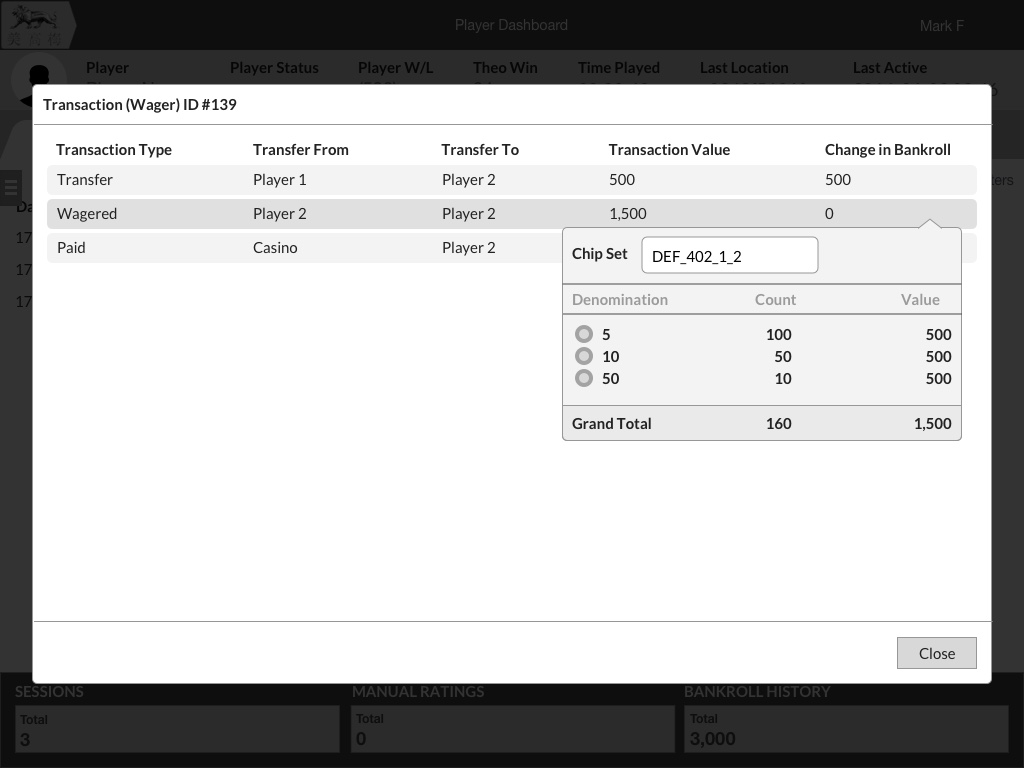 Player Dashboard Mark F
Player Player Status Player W/L Theo Win Time Played Last Location Last Active
Transaction (Wager) ID #139
Transaction Type Transfer From Transfer To Transaction Value Change in Bankroll
Transfer Player 1 Player 2 500 500
Wagered Player 2 Player 2 1,500 0
Paid Casino Player 2
Chip Set DEF_402_1_2
Denomination Count Value
5 100 500
10 50 500
50 10 500
Grand Total 160 1,500
Close
SESSIONS MANUAL RATINGS BANKROLL HISTORY
Total Total Total
3 0 3,000